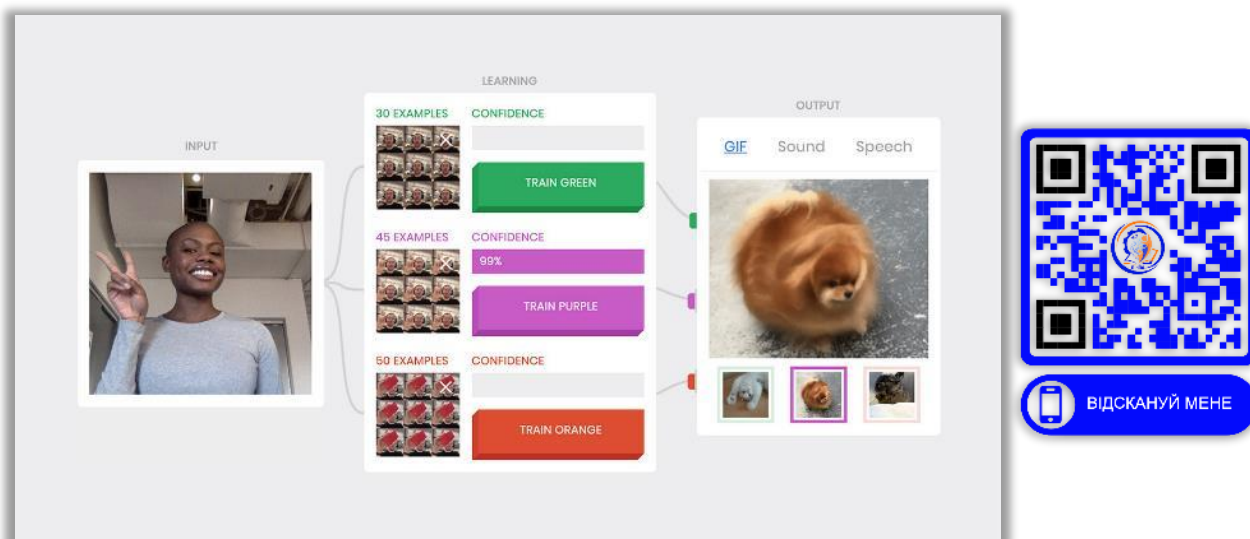 INPUT
LEARNING
30 EXAMPLES CONFIDENCE
TRAIN GREEN
45 EXAMPLES CONFIDENCE
99%
TRAIN PURPLE
50 EXAMPLES CONFIDENCE
TRAIN ORANGE
OUTPUT
GIF Sound Speech
ВІДСКАНУЙ МЕНЕ